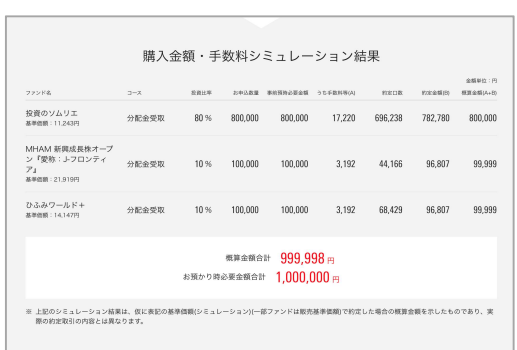 購入金額・手数料シミュレーション結果
金額単位：円
ファンド名 コース 投資比率 お申込数量 事前預時必要金額 うち手数料等(A) 約定口数 約定金額(B) 概算金額(A+B)
投資のソムリエ
基準価額：11,243円
分配金受取 80% 800,000 800,000 17,220 696,238 782,780 800,000
MHAM 新興成長株オープ
ン『愛称：J-フロンティ
ア』
基準価額：21,919円
分配金受取 10% 100,000 100,000 3,192 44,166 96,807 99,999
ひふみワールド＋
基準価額：14,147円
分配金受取 10% 100,000 100,000 3,192 68,429 96,807 99,999
概算金額合計 999,998 円
お預かり時必要金額合計 1,000,000 円
※ 上記のシミュレーション結果は、仮に表記の基準価額(シミュレーション)(一部ファンドは販売基準価額)で約定した場合の概算金額を示したものであり、実
際の約定取引の内容とは異なります。